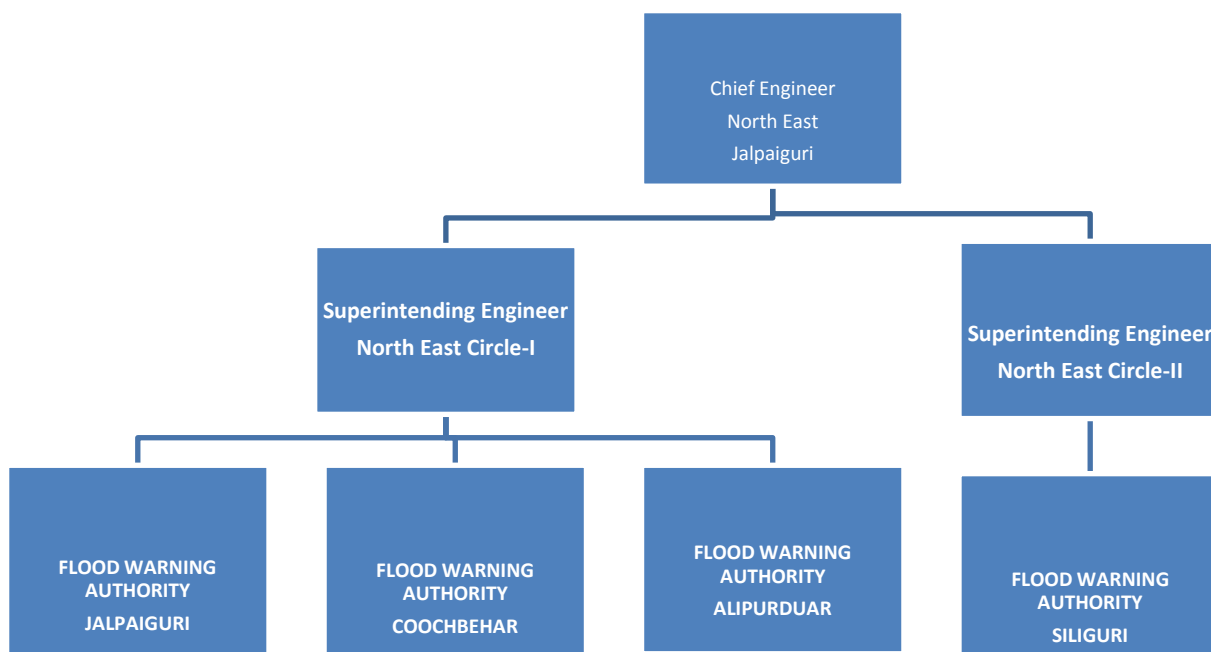 Chief Engineer
North East
Jalpaiguri
Superintending Engineer
North East Circle-I
Superintending Engineer
North East Circle-II
FLOOD WARNING
AUTHORITY
JALPAIGURI
FLOOD WARNING
AUTHORITY
COOCHBEHAR
FLOOD WARNING
AUTHORITY
ALIPURDUAR
FLOOD WARNING
AUTHORITY
SILIGURI